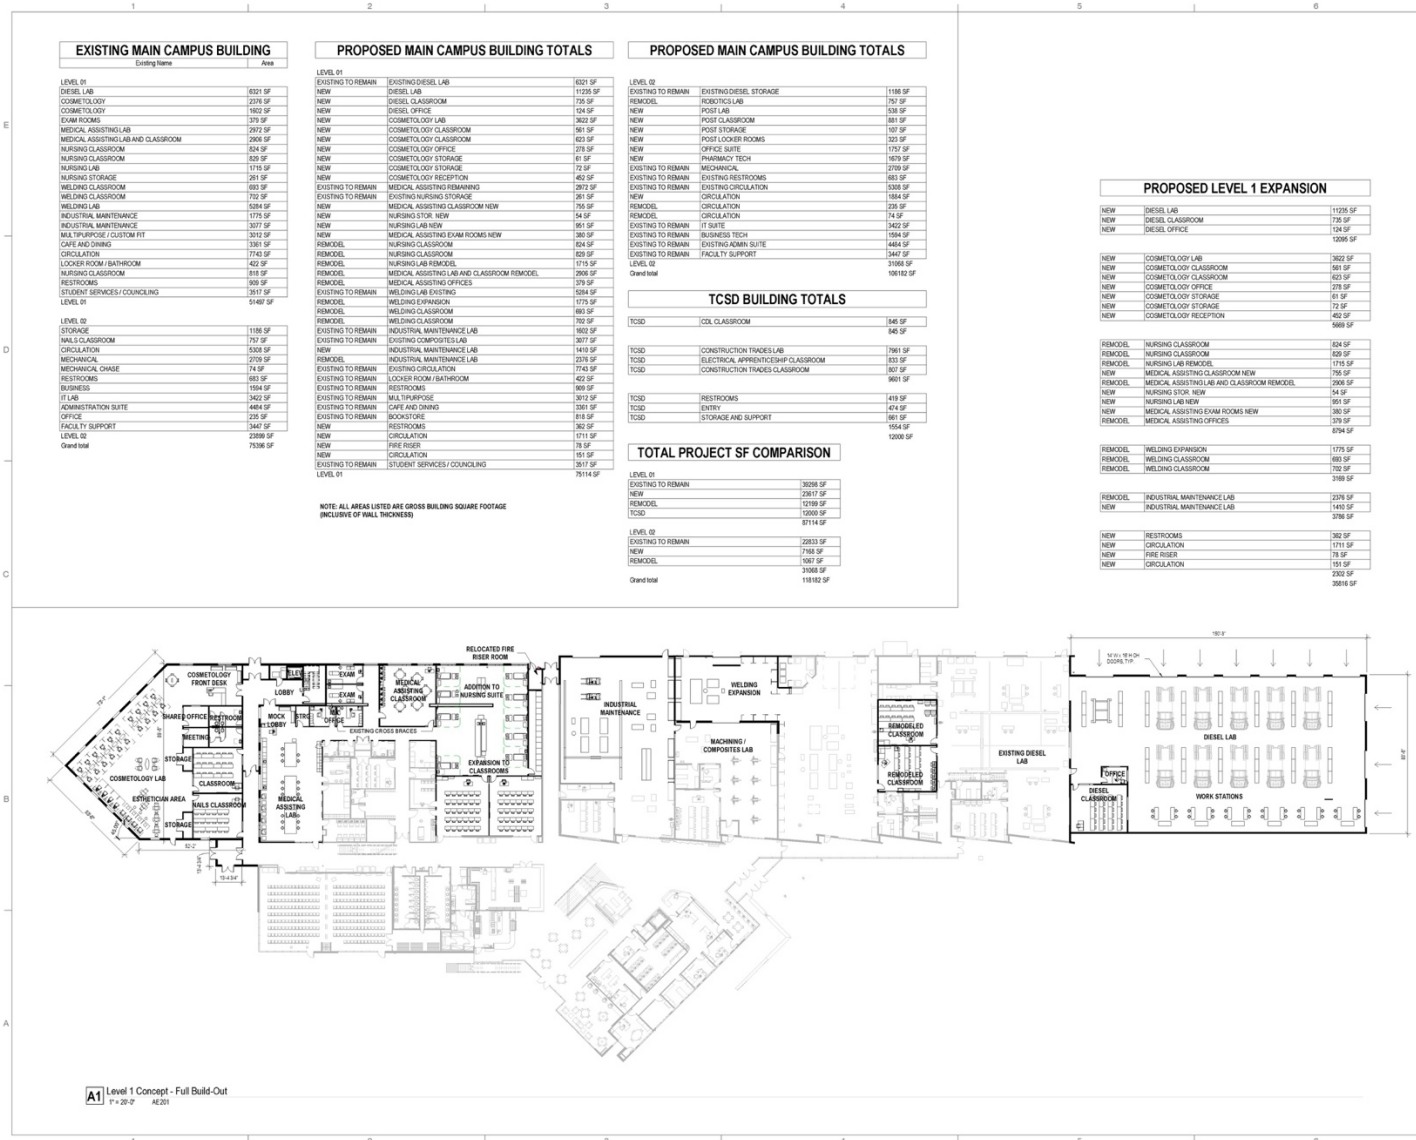 1 2 3 4 5 6
EXISTING MAIN CAMPUS BUILDING
Existing Name Area
LEVEL 01
DIESEL LAB 6321 SF
COSMETOLOGY 2376 SF
COSMETOLOGY 1602 SF
EXAM ROOMS 379 SF
MEDICAL ASSISTING LAB 2972 SF
MEDICAL ASSISTING LAB AND CLASSROOM 2906 SF
NURSING CLASSROOM 824 SF
NURSING CLASSROOM 829 SF
NURSING LAB 1715 SF
NURSING STORAGE 261 SF
WELDING CLASSROOM 693 SF
WELDING CLASSROOM 702 SF
WELDING LAB 5284 SF
INDUSTRIAL MAINTENANCE 1775 SF
INDUSTRIAL MAINTENANCE 3077 SF
MULTIPURPOSE / CUSTOM FIT 3012 SF
CAFE AND DINING 3361 SF
CIRCULATION 7743 SF
LOCKER ROOM / BATHROOM 422 SF
NURSING CLASSROOM 818 SF
RESTROOMS 909 SF
STUDENT SERVICES / COUNCILING 3517 SF
LEVEL 01 51497 SF
LEVEL 02
STORAGE 1186 SF
NAILS CLASSROOM 757 SF
CIRCULATION 5308 SF
MECHANICAL 2709 SF
MECHANICAL CHASE 74 SF
RESTROOMS 683 SF
BUSINESS 1594 SF
IT LAB 3422 SF
ADMINISTRATION SUITE 4484 SF
OFFICE 235 SF
FACULTY SUPPORT 3447 SF
LEVEL 02 23899 SF
Grand total 75396 SF
PROPOSED MAIN CAMPUS BUILDING TOTALS
LEVEL 01
EXISTING TO REMAIN EXISTING DIESEL LAB 6321 SF
NEW DIESEL LAB 11235 SF
NEW DIESEL CLASSROOM 735 SF
NEW DIESEL OFFICE 124 SF
NEW COSMETOLOGY LAB 3622 SF
NEW COSMETOLOGY CLASSROOM 561 SF
NEW COSMETOLOGY CLASSROOM 623 SF
NEW COSMETOLOGY OFFICE 278 SF
NEW COSMETOLOGY STORAGE 61 SF
NEW COSMETOLOGY STORAGE 72 SF
NEW COSMETOLOGY RECEPTION 452 SF
EXISTING TO REMAIN MEDICAL ASSISTING REMAINING 2972 SF
EXISTING TO REMAIN EXISTING NURSING STORAGE 261 SF
NEW MEDICAL ASSISTING CLASSROOM NEW 755 SF
NEW NURSING STOR. NEW 54 SF
NEW NURSING LAB NEW 951 SF
NEW MEDICAL ASSISTING EXAM ROOMS NEW 380 SF
REMODEL NURSING CLASSROOM 824 SF
REMODEL NURSING CLASSROOM 829 SF
REMODEL NURSING LAB REMODEL 1715 SF
REMODEL MEDICAL ASSISTING LAB AND CLASSROOM REMODEL 2906 SF
REMODEL MEDICAL ASSISTING OFFICES 379 SF
EXISTING TO REMAIN WELDING LAB EXISTING 5284 SF
REMODEL WELDING EXPANSION 1775 SF
REMODEL WELDING CLASSROOM 693 SF
REMODEL WELDING CLASSROOM 702 SF
EXISTING TO REMAIN INDUSTRIAL MAINTENANCE LAB 1602 SF
EXISTING TO REMAIN EXISTING COMPOSITES LAB 3077 SF
NEW INDUSTRIAL MAINTENANCE LAB 1410 SF
REMODEL INDUSTRIAL MAINTENANCE LAB 2376 SF
EXISTING TO REMAIN EXISTING CIRCULATION 7743 SF
EXISTING TO REMAIN LOCKER ROOM / BATHROOM 422 SF
EXISTING TO REMAIN RESTROOMS 909 SF
EXISTING TO REMAIN MULTIPURPOSE 3012 SF
EXISTING TO REMAIN CAFE AND DINING 3361 SF
EXISTING TO REMAIN BOOKSTORE 818 SF
NEW RESTROOMS 362 SF
NEW CIRCULATION 1711 SF
NEW FIRE RISER 78 SF
NEW CIRCULATION 151 SF
EXISTING TO REMAIN STUDENT SERVICES / COUNCILING 3517 SF
LEVEL 01 75114 SF
NOTE: ALL AREAS LISTED ARE GROSS BUILDING SQUARE FOOTAGE
(INCLUSIVE OF WALL THICKNESS)
PROPOSED MAIN CAMPUS BUILDING TOTALS
LEVEL 02
EXISTING TO REMAIN EXISTING DIESEL STORAGE 1186 SF
REMODEL ROBOTICS LAB 757 SF
NEW POST LAB 538 SF
NEW POST CLASSROOM 881 SF
NEW POST STORAGE 107 SF
NEW POST LOCKER ROOMS 323 SF
NEW OFFICE SUITE 1757 SF
NEW PHARMACY TECH 1679 SF
EXISTING TO REMAIN MECHANICAL 2709 SF
EXISTING TO REMAIN EXISTING RESTROOMS 683 SF
EXISTING TO REMAIN EXISTING CIRCULATION 5308 SF
NEW CIRCULATION 1884 SF
REMODEL CIRCULATION 235 SF
REMODEL CIRCULATION 74 SF
EXISTING TO REMAIN IT SUITE 3422 SF
EXISTING TO REMAIN BUSINESS TECH 1594 SF
EXISTING TO REMAIN EXISTING ADMIN SUITE 4484 SF
EXISTING TO REMAIN FACULTY SUPPORT 3447 SF
LEVEL 02 31068 SF
Grand total 106182 SF
TCSD BUILDING TOTALS
TCSD CDL CLASSROOM 845 SF
845 SF
TCSD CONSTRUCTION TRADES LAB 7961 SF
TCSD ELECTRICAL APPRENTICESHIP CLASSROOM 833 SF
TCSD CONSTRUCTION TRADES CLASSROOM 807 SF
9601 SF
TCSD RESTROOMS 419 SF
TCSD ENTRY 474 SF
TCSD STORAGE AND SUPPORT 661 SF
1554 SF
12000 SF
TOTAL PROJECT SF COMPARISON
LEVEL 01
EXISTING TO REMAIN 39298 SF
NEW 23617 SF
REMODEL 12199 SF
TCSD 12000 SF
87114 SF
LEVEL 02
EXISTING TO REMAIN 22833 SF
NEW 7168 SF
REMODEL 1067 SF
31068 SF
Grand total 118182 SF
PROPOSED LEVEL 1 EXPANSION
NEW DIESEL LAB 11235 SF
NEW DIESEL CLASSROOM 735 SF
NEW DIESEL OFFICE 124 SF
12095 SF
NEW COSMETOLOGY LAB 3622 SF
NEW COSMETOLOGY CLASSROOM 561 SF
NEW COSMETOLOGY CLASSROOM 623 SF
NEW COSMETOLOGY OFFICE 278 SF
NEW COSMETOLOGY STORAGE 61 SF
NEW COSMETOLOGY STORAGE 72 SF
NEW COSMETOLOGY RECEPTION 452 SF
5669 SF
REMODEL NURSING CLASSROOM 824 SF
REMODEL NURSING CLASSROOM 829 SF
REMODEL NURSING LAB REMODEL 1715 SF
NEW MEDICAL ASSISTING CLASSROOM NEW 755 SF
REMODEL MEDICAL ASSISTING LAB AND CLASSROOM REMODEL 2906 SF
NEW NURSING STOR. NEW 54 SF
NEW NURSING LAB NEW 951 SF
NEW MEDICAL ASSISTING EXAM ROOMS NEW 380 SF
REMODEL MEDICAL ASSISTING OFFICES 379 SF
8794 SF
REMODEL WELDING EXPANSION 1775 SF
REMODEL WELDING CLASSROOM 693 SF
REMODEL WELDING CLASSROOM 702 SF
3169 SF
REMODEL INDUSTRIAL MAINTENANCE LAB 2376 SF
NEW INDUSTRIAL MAINTENANCE LAB 1410 SF
3786 SF
NEW RESTROOMS 362 SF
NEW CIRCULATION 1711 SF
NEW FIRE RISER 78 SF
NEW CIRCULATION 151 SF
2302 SF
35816 SF
E
D
C
B
A
RELOCATED FIRE
RISER ROOM
COSMETOLOGY
FRONT DESK
ELEV
LOBBY
EXAM
EXAM
MEDICAL
ASSISTING
CLASSROOM
ADDITION TO
NURSING SUITE
SHARED OFFICE
RESTROOM
MEETING
MOCK
LOBBY
STRG
OFFICE
EXISTING CROSS BRACES
STORAGE
COSMETOLOGY LAB
CLASSROOM
EXPANSION TO
CLASSROOMS
ESTHETICIAN AREA
NAILS CLASSROOM
STORAGE
MEDICAL
ASSISTING
LAB
62'-2"
19'-4 3/4"
INDUSTRIAL
MAINTENANCE
WELDING
EXPANSION
MACHINING /
COMPOSITES LAB
REMODELED
CLASSROOM
REMODELED
CLASSROOM
EXISTING DIESEL
LAB
14' W x 16' H OH
DOORS, TYP.
DIESEL LAB
OFFICE
DIESEL
CLASSROOM
WORK STATIONS
A1 Level 1 Concept - Full Build-Out
1" = 20'-0" AE201